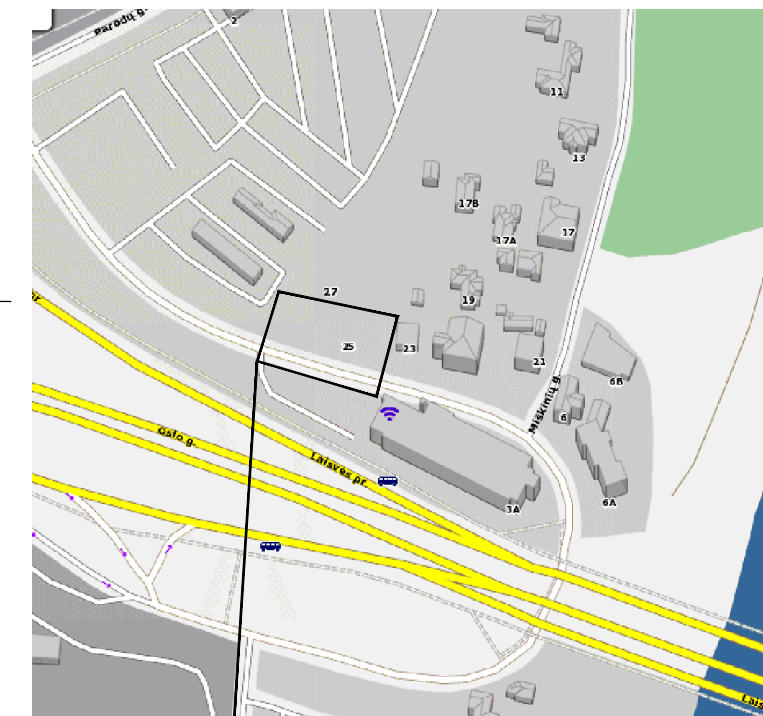 Parodų g.
2
11
13
17B
17
17A
27
19
25
23
21
6B
Miškinių g.
6
Oslo g.
Laisvės pr.
3A
6A